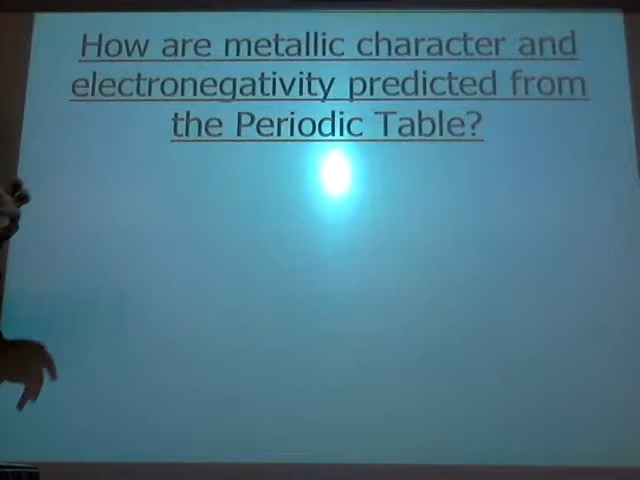 How are metallic character and
electronegativity predicted from
the Periodic Table?